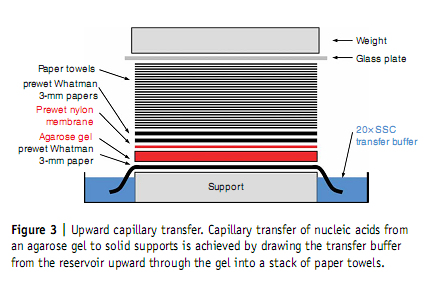 Weight
Glass plate
Paper towels
prewet Whatman
3-mm papers
Prewet nylon
membrane
Agarose gel
prewet Whatman
3-mm paper
20×SSC
transfer buffer
Support
Figure 3 | Upward capillary transfer. Capillary transfer of nucleic acids from
an agarose gel to solid supports is achieved by drawing the transfer buffer
from the reservoir upward through the gel into a stack of paper towels.